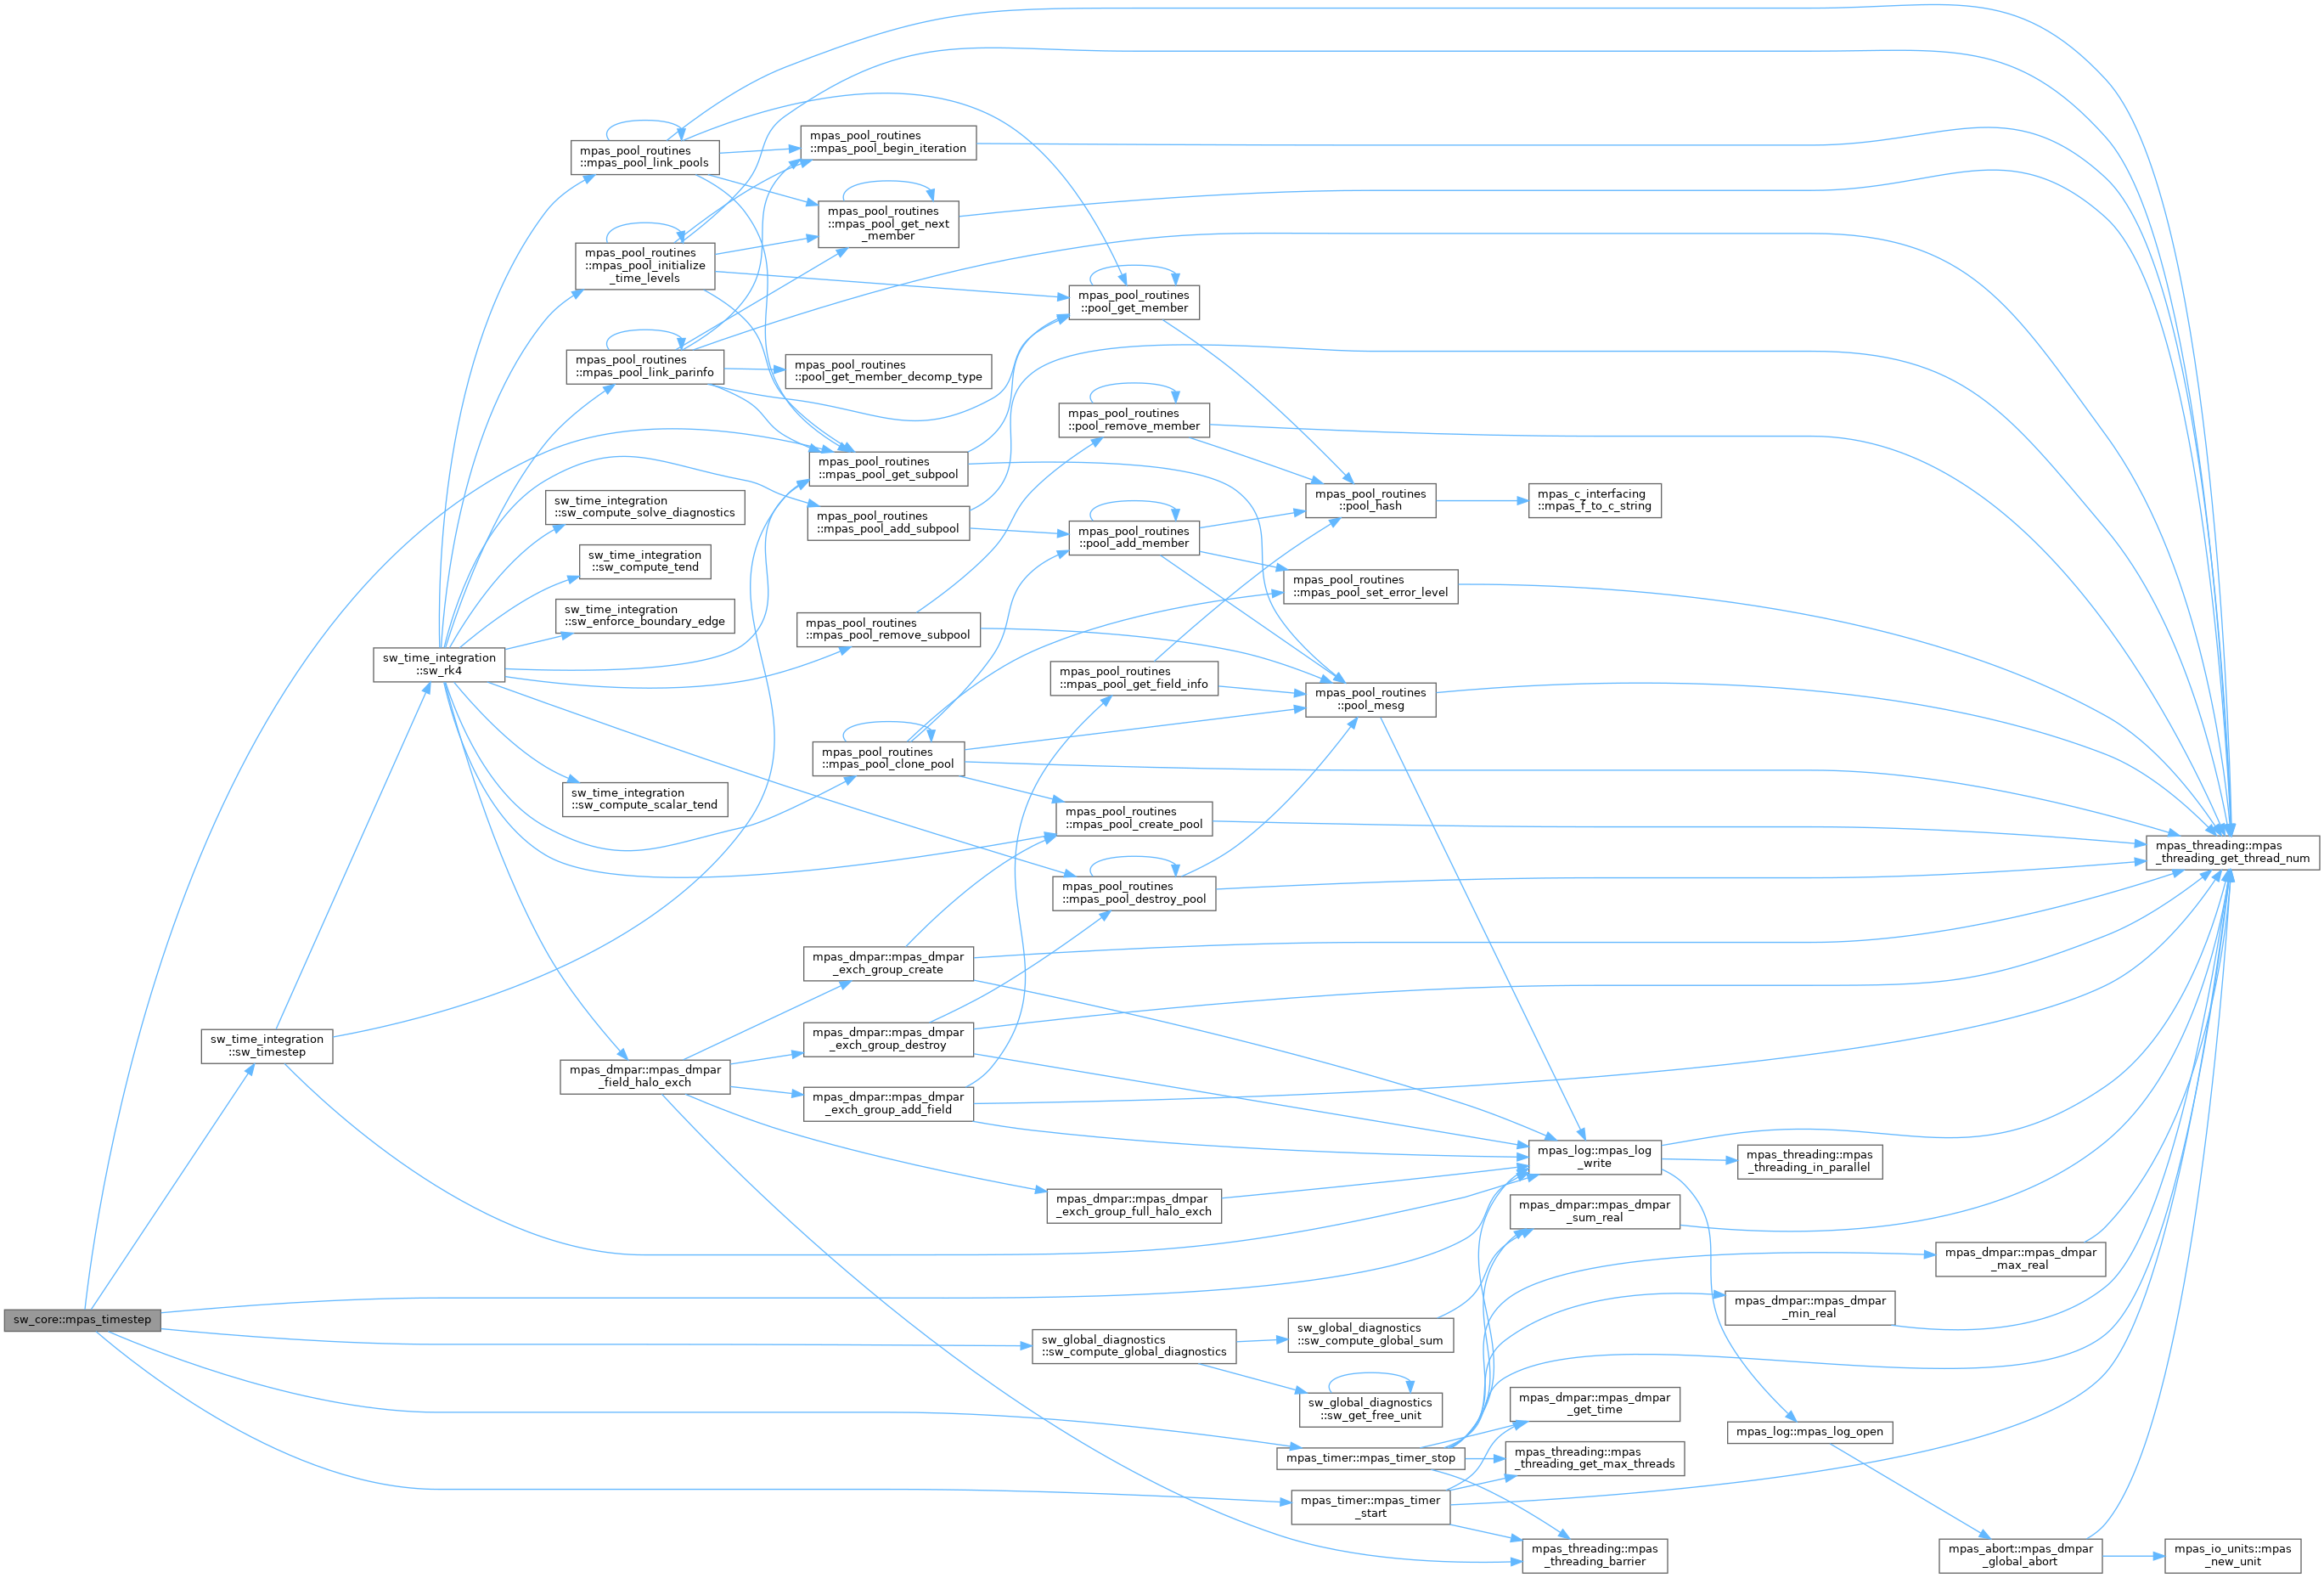 mpas_pool_routines
::mpas_pool_link_pools
mpas_pool_routines
::mpas_pool_begin_iteration
mpas_pool_routines
::mpas_pool_get_next
_member
mpas_pool_routines
::mpas_pool_initialize
_time_levels
mpas_pool_routines
::pool_get_member
mpas_pool_routines
::mpas_pool_link_parinfo
mpas_pool_routines
::pool_get_member_decomp_type
mpas_pool_routines
::pool_remove_member
mpas_pool_routines
::mpas_pool_get_subpool
sw_time_integration
::sw_compute_solve_diagnostics
mpas_pool_routines
::pool_hash
mpas_c_interfacing
::mpas_f_to_c_string
mpas_pool_routines
::mpas_pool_add_subpool
mpas_pool_routines
::pool_add_member
sw_time_integration
::sw_compute_tend
mpas_pool_routines
::mpas_pool_set_error_level
sw_time_integration
::sw_enforce_boundary_edge
mpas_pool_routines
::mpas_pool_remove_subpool
sw_time_integration
::sw_rk4
mpas_pool_routines
::mpas_pool_get_field_info
mpas_pool_routines
::pool_mesg
mpas_pool_routines
::mpas_pool_clone_pool
sw_time_integration
::sw_compute_scalar_tend
mpas_pool_routines
::mpas_pool_create_pool
mpas_threading::mpas
_threading_get_thread_num
mpas_pool_routines
::mpas_pool_destroy_pool
mpas_dmpar::mpas_dmpar
_exch_group_create
sw_time_integration
::sw_timestep
mpas_dmpar::mpas_dmpar
_exch_group_destroy
mpas_dmpar::mpas_dmpar
_field_halo_exch
mpas_dmpar::mpas_dmpar
_exch_group_add_field
mpas_log::mpas_log
_write
mpas_threading::mpas
_threading_in_parallel
mpas_dmpar::mpas_dmpar
_exch_group_full_halo_exch
mpas_dmpar::mpas_dmpar
_sum_real
mpas_dmpar::mpas_dmpar
_max_real
mpas_dmpar::mpas_dmpar
_min_real
sw_core::mpas_timestep
sw_global_diagnostics
::sw_compute_global_diagnostics
sw_global_diagnostics
::sw_compute_global_sum
sw_global_diagnostics
::sw_get_free_unit
mpas_dmpar::mpas_dmpar
_get_time
mpas_log::mpas_log_open
mpas_timer::mpas_timer_stop
mpas_threading::mpas
_threading_get_max_threads
mpas_timer::mpas_timer
_start
mpas_threading::mpas
_threading_barrier
mpas_abort::mpas_dmpar
_global_abort
mpas_io_units::mpas
_new_unit